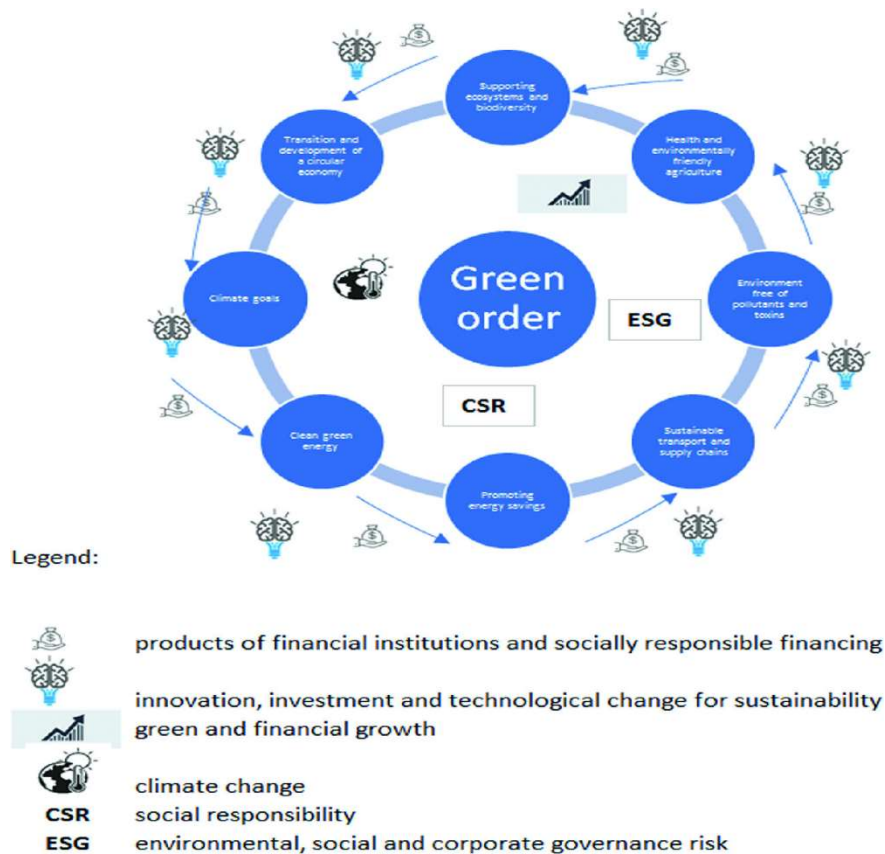 Supporting
ecosystems and
biodiversity
Transition and
development of
a circular
economy
Health and
environmentally
friendly
agriculture
Climate goals
Green
order
Environment
free of
pollutants and
toxins
ESG
CSR
Clean green
energy
Sustainable
transport and
supply chains
Promoting
energy savings
Legend:
products of financial institutions and socially responsible financing
innovation, investment and technological change for sustainability
green and financial growth
climate change
CSR social responsibility
ESG environmental, social and corporate governance risk